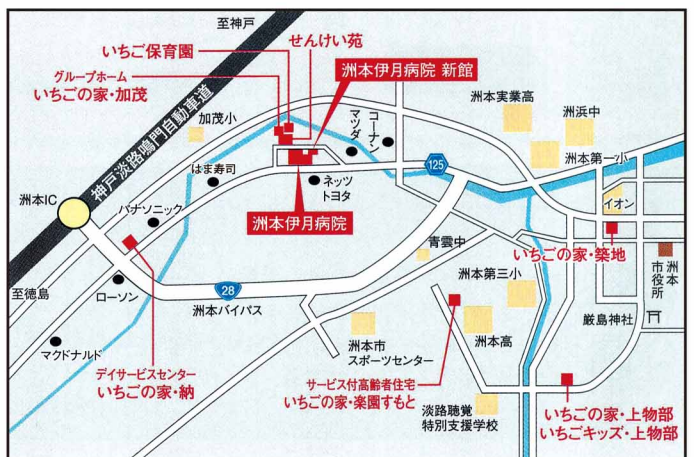 至神戸
いちご保育園
せんけい苑
グループホーム
いちごの家・加茂
洲本伊月病院 新館
神戸淡路鳴門自動車道
加茂小
マツダ
コーナン
洲本実業高
洲浜中
洲本第一小
125
はま寿司
ネッツ
トヨタ
洲本IC
パナソニック
洲本伊月病院
イオン
青雲中
いちごの家・築地
洲本
市役所
至徳島
ローソン
28
洲本バイパス
洲本第三小
厳島神社
マクドナルド
洲本市
スポーツセンター
洲本高
デイサービスセンター
いちごの家・納
サービス付高齢者住宅
いちごの家・楽園すもと
淡路聴覚
特別支援学校
いちごの家・上物部
いちごキッズ・上物部